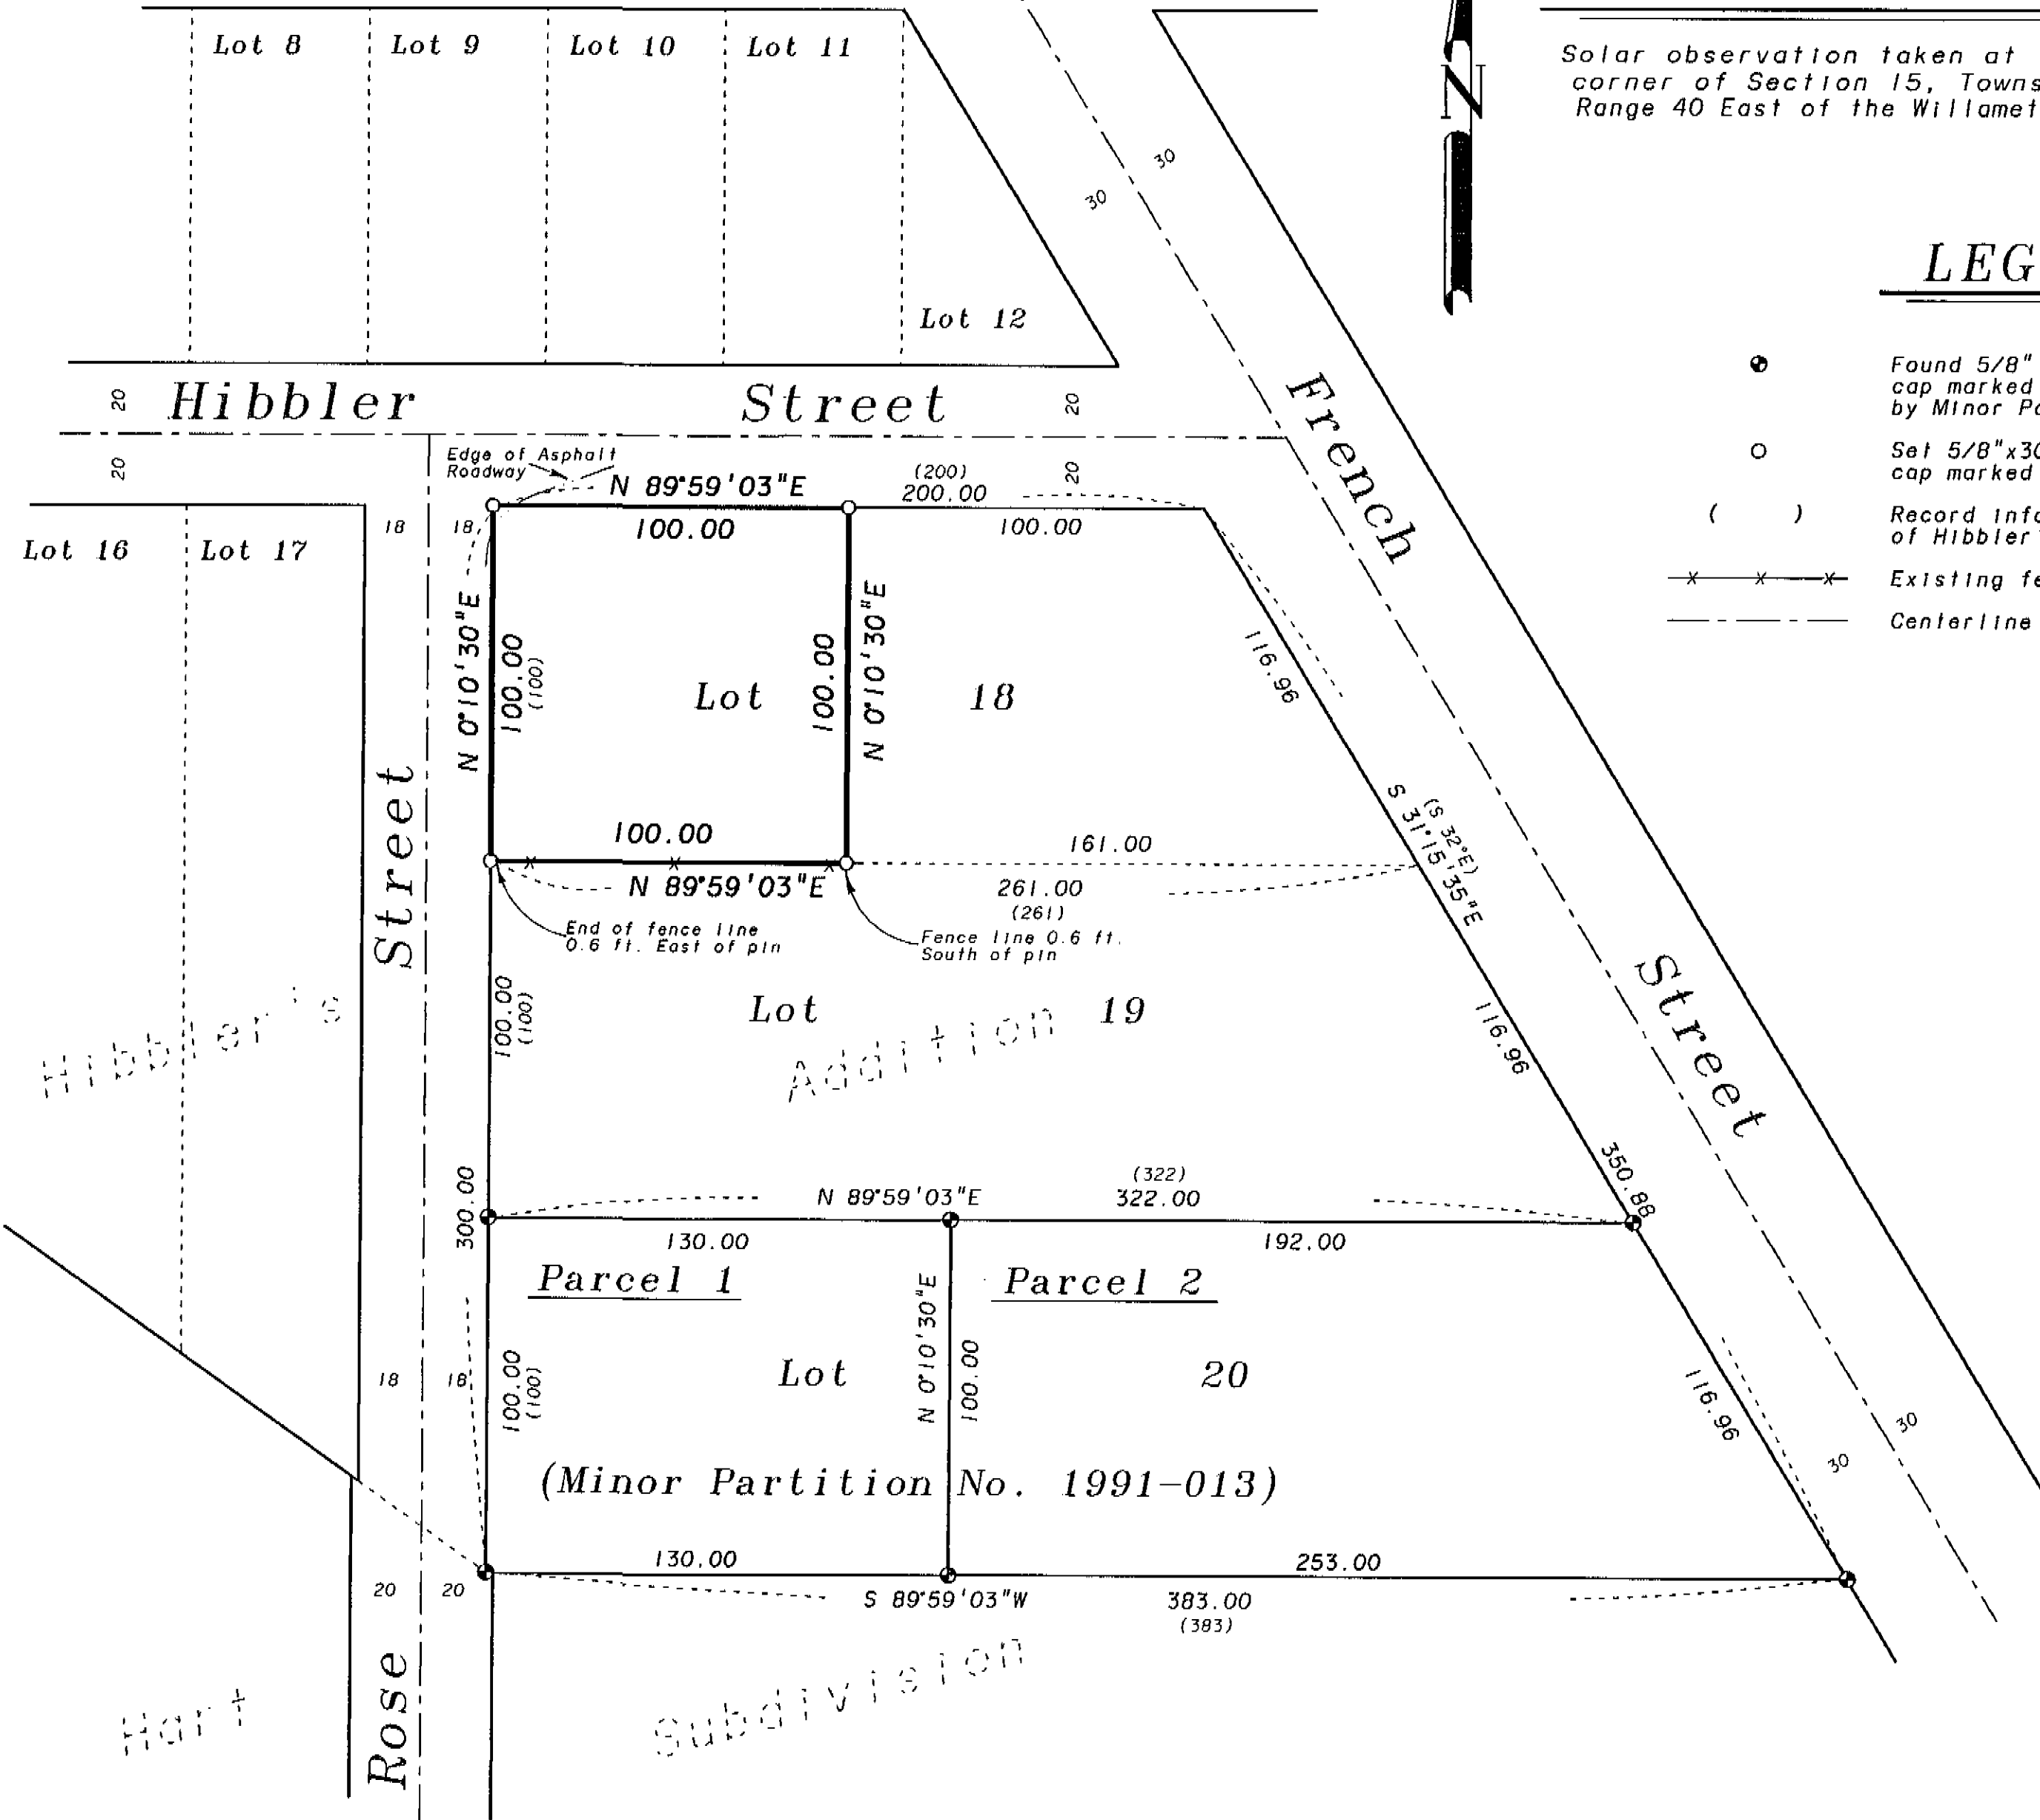 Lot 8
Lot 9
Lot 10
Lot 11
Lot 12
N
Solar observation taken at
corner of Section 15, Towns
Range 40 East of the Willamet
30
30
LEG
Found 5/8"
cap marked
by Minor Pa
Set 5/8"x30
cap marked
( )
Record info
of Hibbler'
Existing fe
Centerline
20
Hibbler Street
20
20
20
French
Street
Edge of Asphalt
Roadway
N 89°59'03"E
(200)
200.00
100.00
100.00
18
18
Lot 16
Lot 17
N 0°10'30"E
100.00
(100)
100.00
N 0°10'30"E
Lot 18
116.96
Street
100.00
161.00
N 89°59'03"E
261.00
(261)
(S 32°E)
S 31°15'35"E
End of fence line
0.6 ft. East of pin
Fence line 0.6 ft.
South of pin
100.00
(100)
Lot 19
Hibbler's
Addition
116.96
350.88
300.00
N 89°59'03"E
(322)
322.00
130.00
192.00
Parcel 1
Parcel 2
N 0°10'30"E
100.00
100.00
(100)
18
18
Lot 20
116.96
30
30
(Minor Partition No. 1991-013)
130.00
253.00
20
20
S 89°59'03"W
383.00
(383)
Rose
Hart
Subdivision